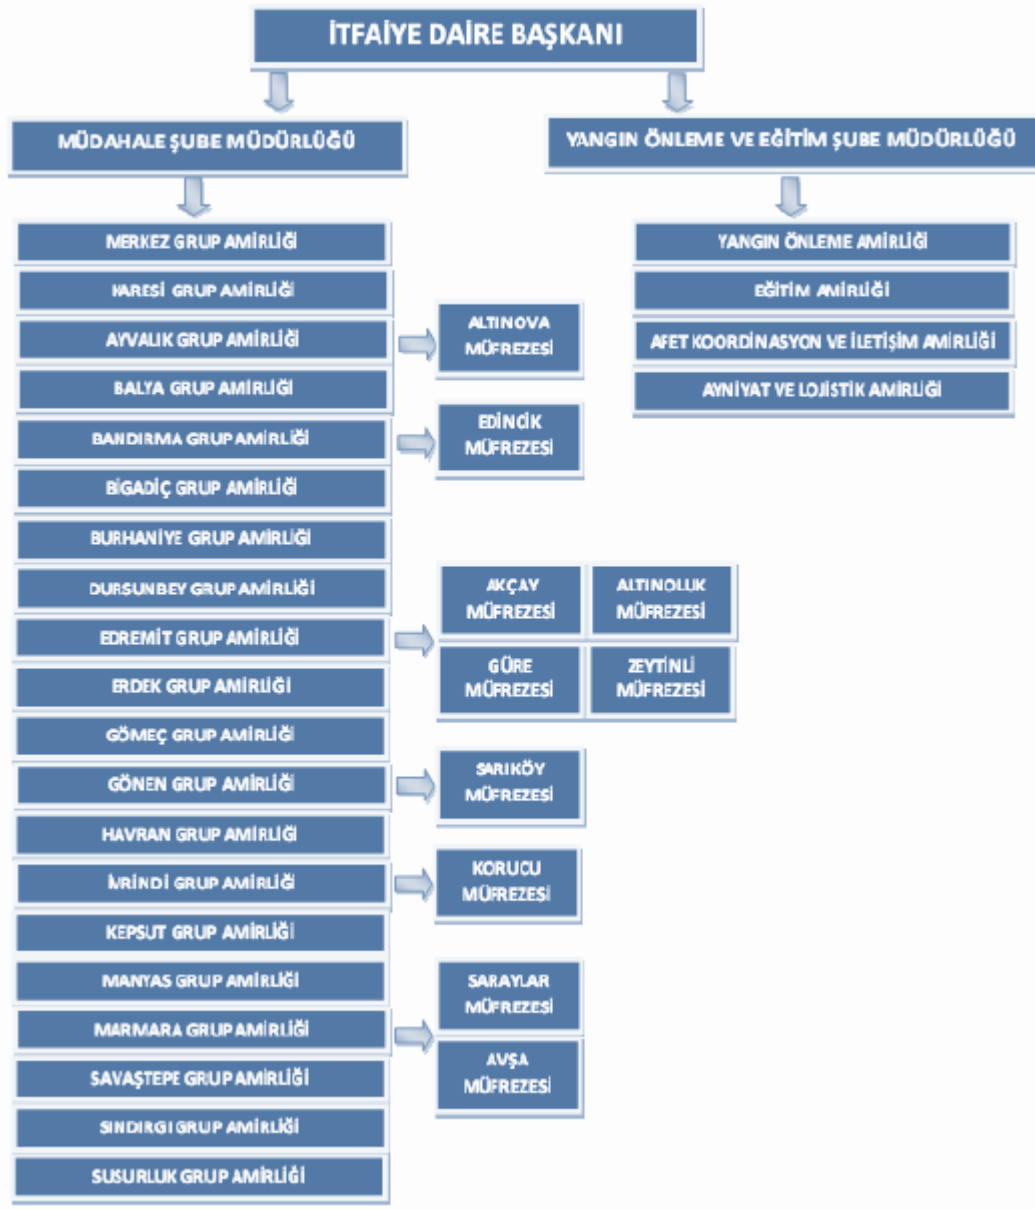 İTFAİYE DAİRE BAŞKANI
MÜDAHALE ŞUBE MÜDÜRLÜĞÜ
YANGIN ÖNLEME VE EĞİTİM ŞUBE MÜDÜRLÜĞÜ
MERKEZ GRUP AMİRLİĞİ
KARESİ GRUP AMİRLİĞİ
AYVALIK GRUP AMİRLİĞİ
ALTINOVA
MÜFREZESİ
BALYA GRUP AMİRLİĞİ
BANDIRMA GRUP AMİRLİĞİ
EDİNCİK
MÜFREZESİ
BİGADİÇ GRUP AMİRLİĞİ
BURHANİYE GRUP AMİRLİĞİ
DURSUNBEY GRUP AMİRLİĞİ
EDREMİT GRUP AMİRLİĞİ
AKÇAY
MÜFREZESİ
ALTINOLUK
MÜFREZESİ
GÜRE
MÜFREZESİ
ZEYTİNLİ
MÜFREZESİ
ERDEK GRUP AMİRLİĞİ
GÖMEÇ GRUP AMİRLİĞİ
GÖNEN GRUP AMİRLİĞİ
SARIKÖY
MÜFREZESİ
HAVRAN GRUP AMİRLİĞİ
İVRİNDİ GRUP AMİRLİĞİ
KORUCU
MÜFREZESİ
KEPSUT GRUP AMİRLİĞİ
MANYAS GRUP AMİRLİĞİ
MARMARA GRUP AMİRLİĞİ
SARAYLAR
MÜFREZESİ
AVŞA
MÜFREZESİ
SAVAŞTEPE GRUP AMİRLİĞİ
SINDIRGI GRUP AMİRLİĞİ
SUSURLUK GRUP AMİRLİĞİ
YANGIN ÖNLEME AMİRLİĞİ
EĞİTİM AMİRLİĞİ
AFET KOORDİNASYON VE İLETİŞİM AMİRLİĞİ
AYNİYAT VE LOJİSTİK AMİRLİĞİ